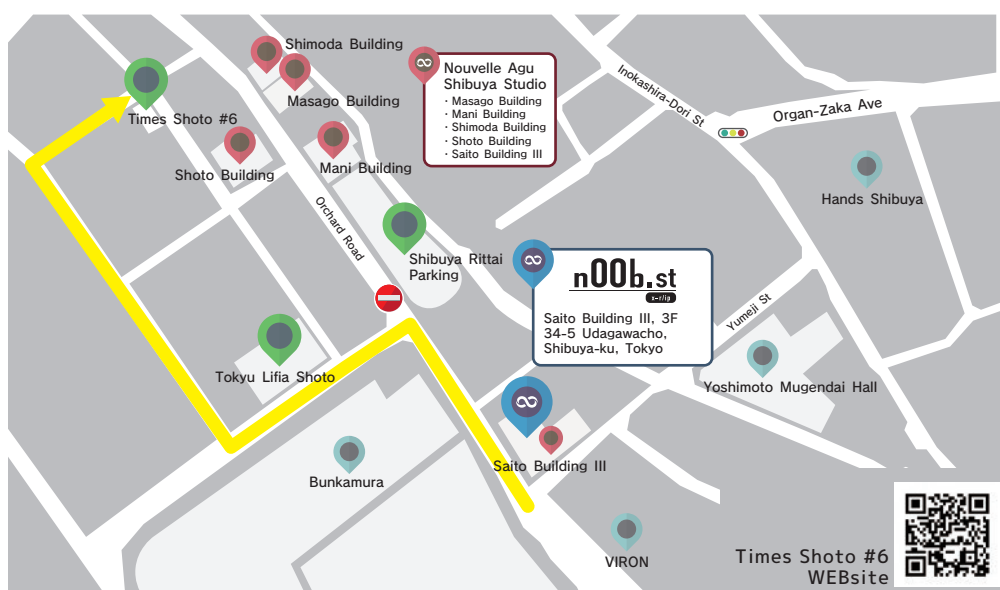 Shimoda Building
Masago Building
Times Shoto #6
Shoto Building
Mani Building
Nouvelle Agu
Shibuya Studio
· Masago Building
· Mani Building
· Shimoda Building
· Shoto Building
· Saito Building III
Inokashira-Dori St
Organ-Zaka Ave
Hands Shibuya
Orchard Road
Shibuya Rittai
Parking
n00b.st
x-r/ip
Saito Building III, 3F
34-5 Udagawacho,
Shibuya-ku, Tokyo
Yumeji St
Yoshimoto Mugendai Hall
Tokyu Lifia Shoto
Saito Building III
Bunkamura
VIRON
Times Shoto #6
WEBsite